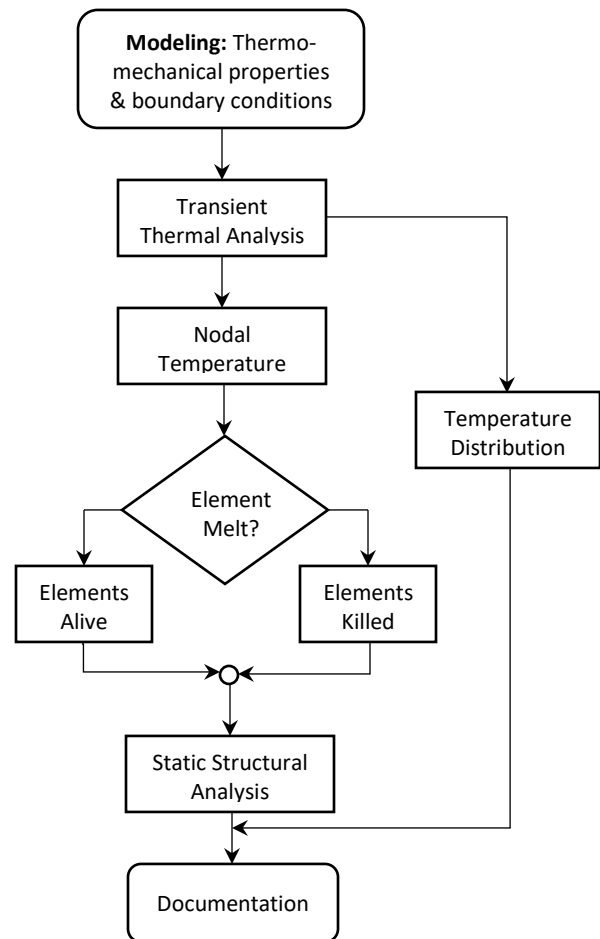 Modeling: Thermo-
mechanical properties
& boundary conditions
Transient
Thermal Analysis
Nodal
Temperature
Temperature
Distribution
Element
Melt?
Elements
Alive
Elements
Killed
Static Structural
Analysis
Documentation